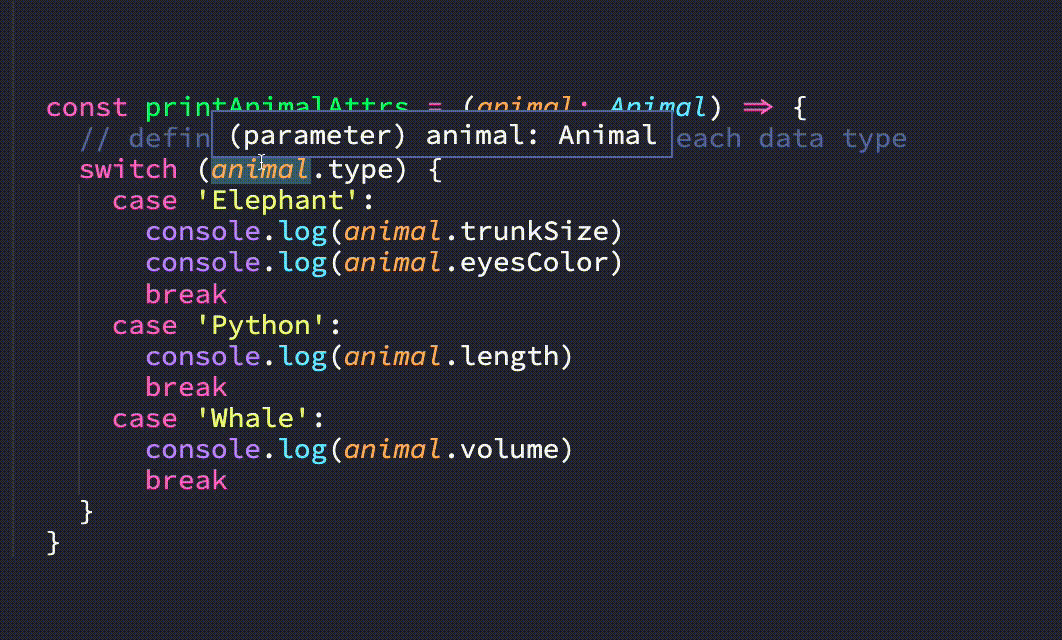 const printAnimalAttrs = (animal: Animal) => {
// defin
(parameter) animal: Animal
each data type
switch (animal.type) {
case 'Elephant':
console.log(animal.trunkSize)
console.log(animal.eyesColor)
break
case 'Python':
console.log(animal.length)
break
case 'Whale':
console.log(animal.volume)
break
}
}